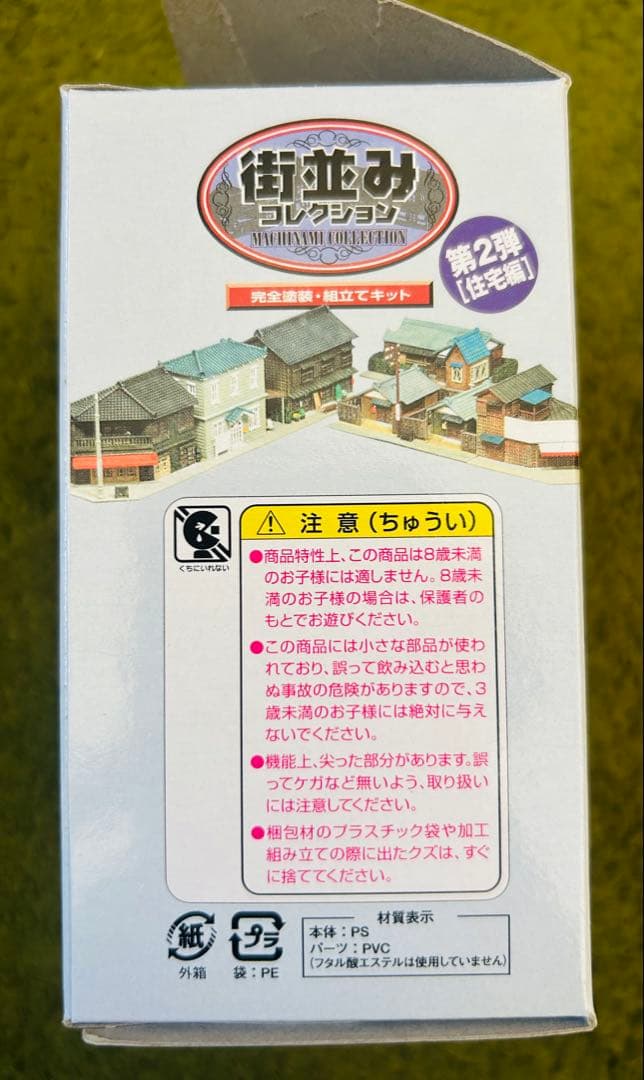 街並み
コレクション
MACHINAMI COLLECTION
第2弾
[住宅編]
完全塗装・組立てキット
くちにいれない
注意(ちゅうい)
●商品特性上、この商品は8歳未満
のお子様には適しません。8歳未
満のお子様の場合は、保護者の
もとでお遊びください。
●この商品には小さな部品が使わ
れており、誤って飲み込むと思わ
ぬ事故の危険がありますので、3
歳未満のお子様には絶対に与え
ないでください。
●機能上、尖った部分があります。誤
ってケガなど無いよう、取り扱い
には注意してください。
●梱包材のプラスチック袋や加工
組み立ての際に出たクズは、すぐ
に捨ててください。
紙
外箱
プラ
袋:PE
材質表示
本体:PS
パーツ:PVC
(フタル酸エステルは使用していません)